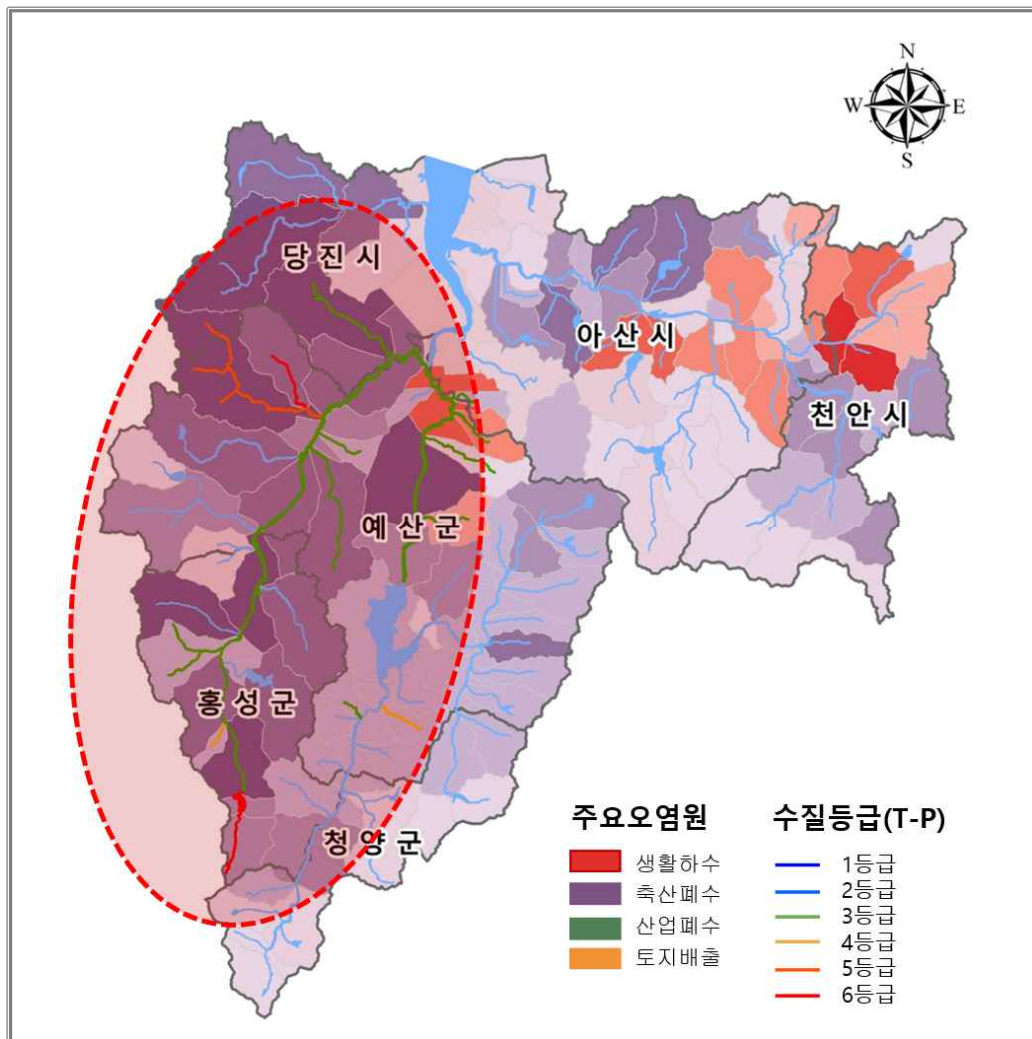 N
W E
S
당진시
아산시
천안시
예산군
홍성군
청양군
주요오염원
생활하수
축산폐수
산업폐수
토지배출
수질등급(T-P)
1등급
2등급
3등급
4등급
5등급
6등급